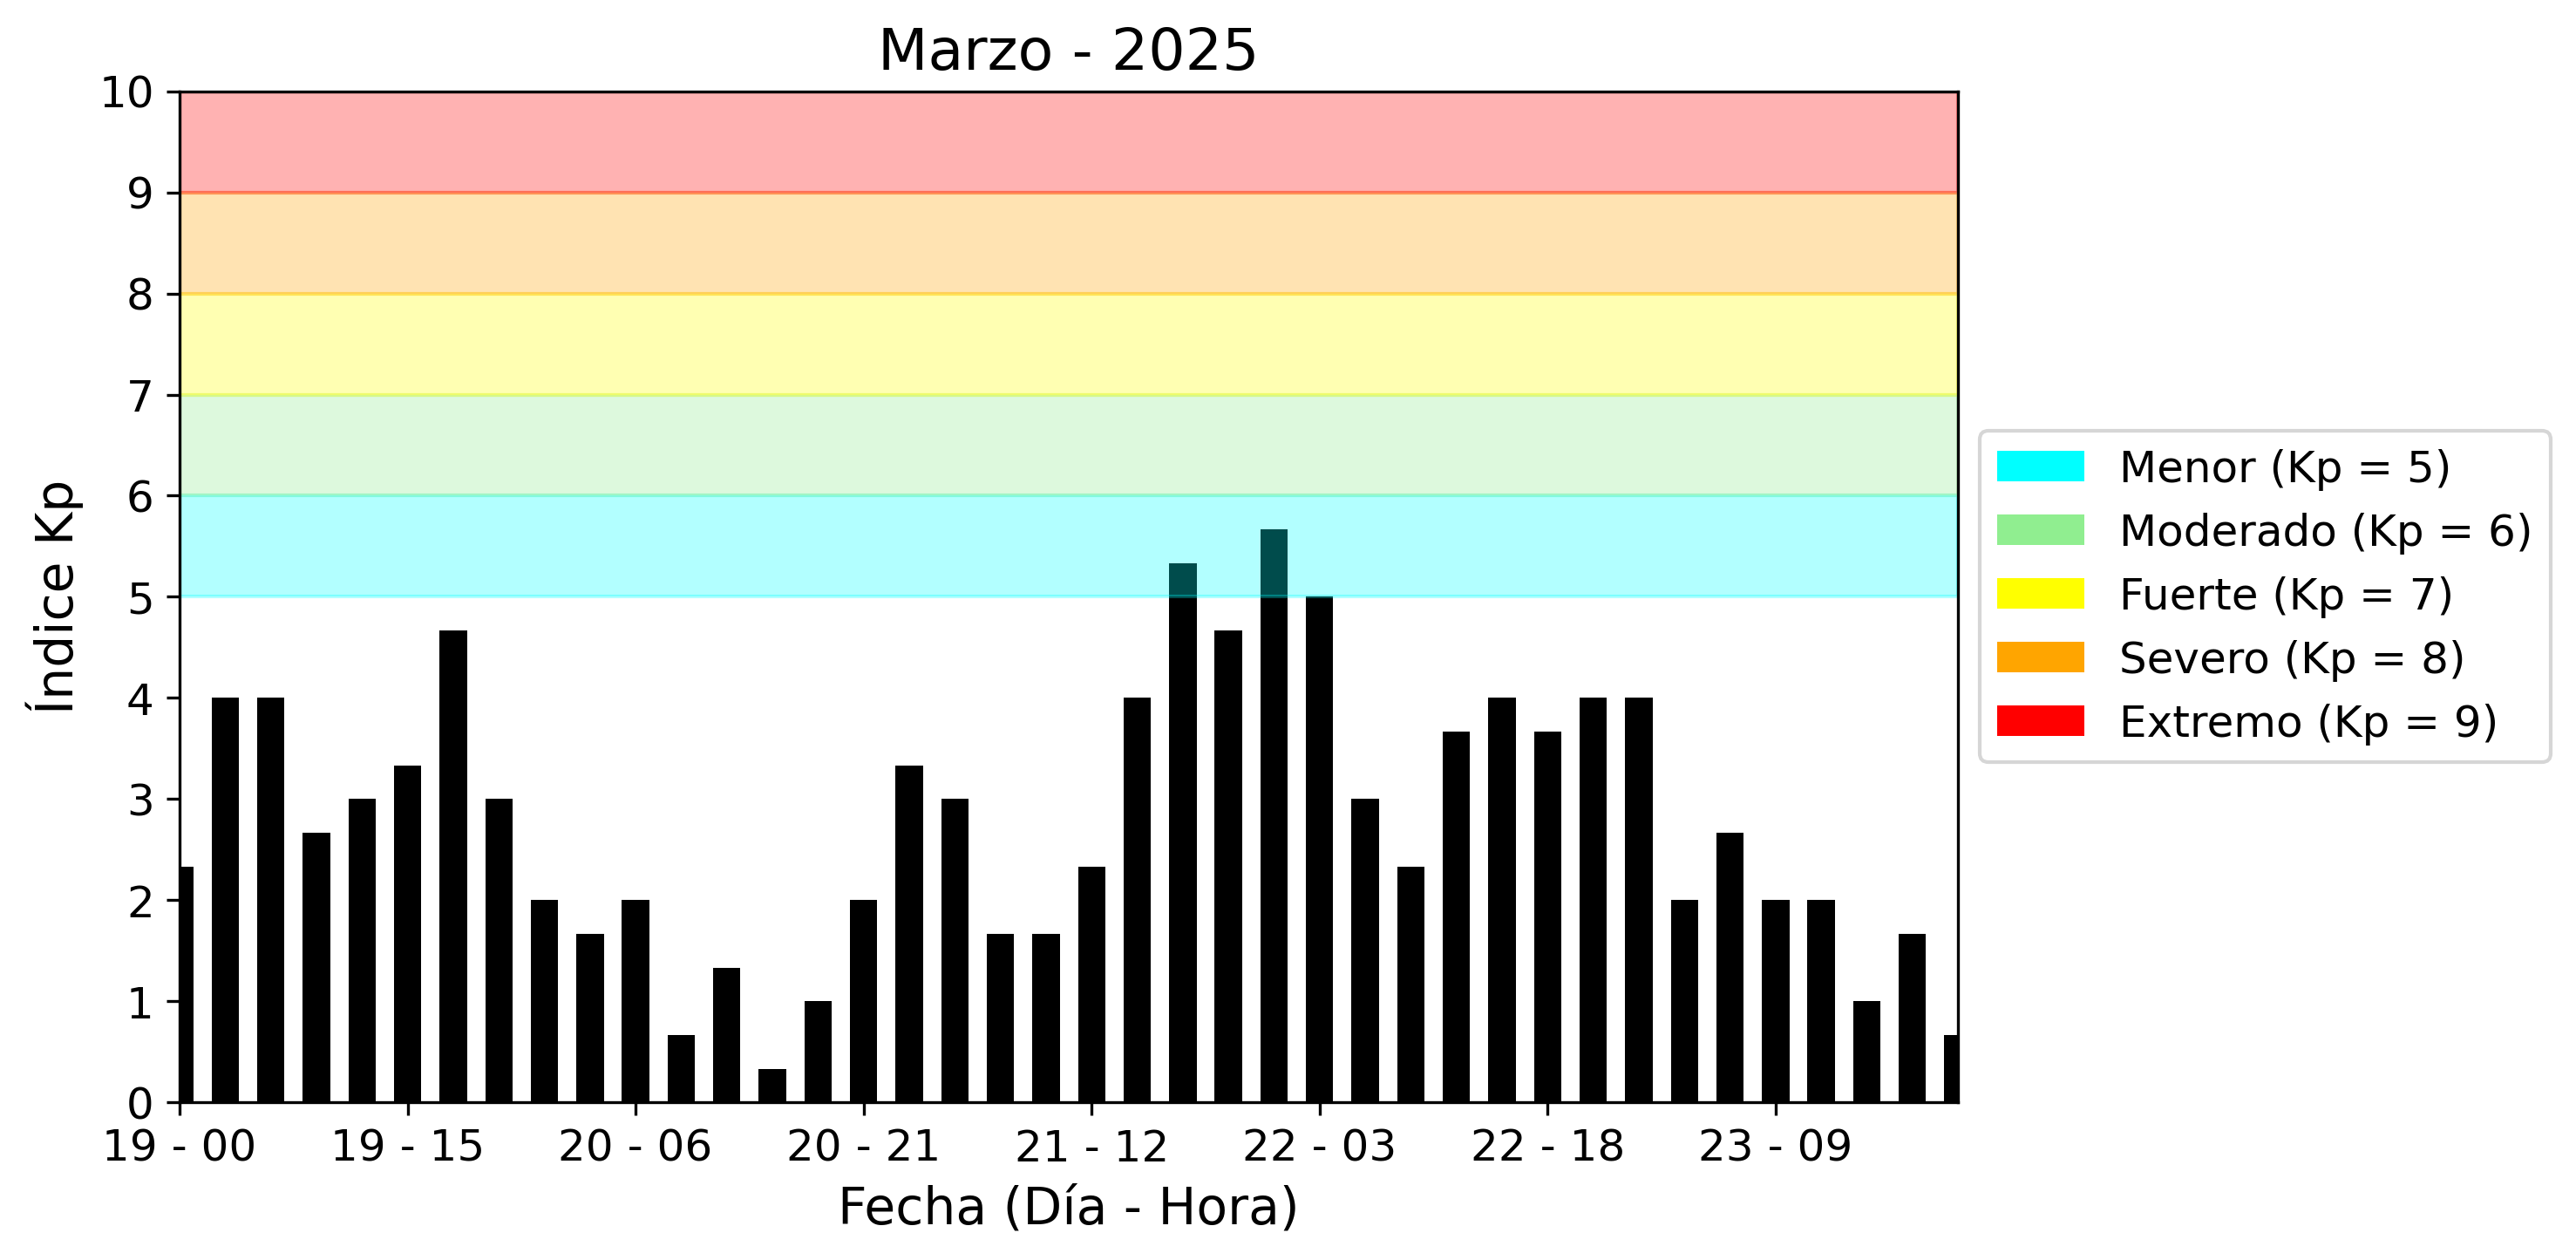 Marzo - 2025
10
9
8
7
6
5
4
3
2
1
0
Índice Kp
19 - 00
19 - 15
20 - 06
20 - 21
21 - 12
22 - 03
22 - 18
23 - 09
Fecha (Día - Hora)
Menor (Kp = 5)
Moderado (Kp = 6)
Fuerte (Kp = 7)
Severo (Kp = 8)
Extremo (Kp = 9)